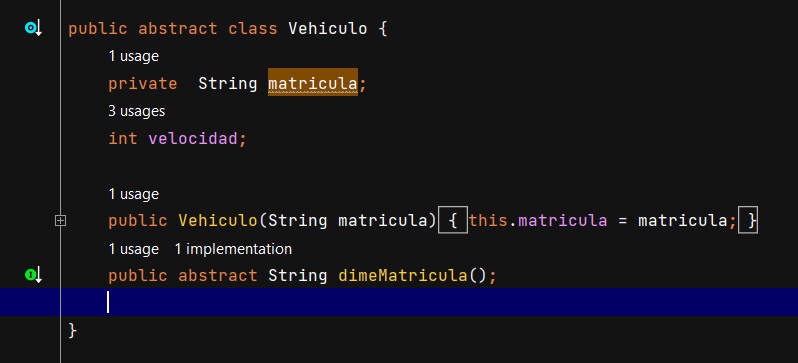 public abstract class Vehiculo {
1 usage
private  String matricula;
3 usages
int velocidad;
1 usage
public Vehiculo(String matricula) { this.matricula = matricula; }
1 usage   1 implementation
public abstract String dimeMatricula();
}